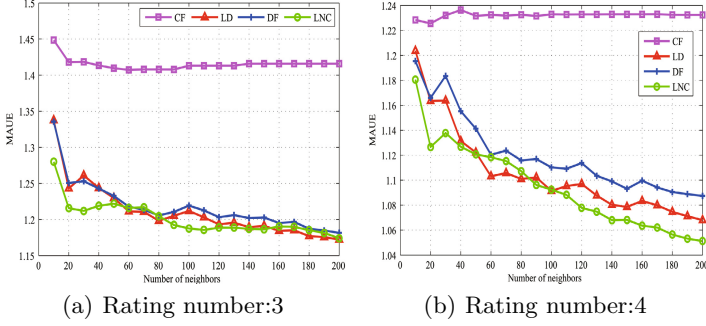 1.5
1.45
1.4
1.35
1.3
1.25
1.2
1.15
MAUE
CF LD DF LNC
0 20 40 60 80 100 120 140 160 180 200
Number of neighbors
(a) Rating number:3
1.24
1.22
1.2
1.18
1.16
1.14
1.12
1.1
1.08
1.06
1.04
MAUE
CF
LD
DF
LNC
0 20 40 60 80 100 120 140 160 180 200
Number of neighbors
(b) Rating number:4